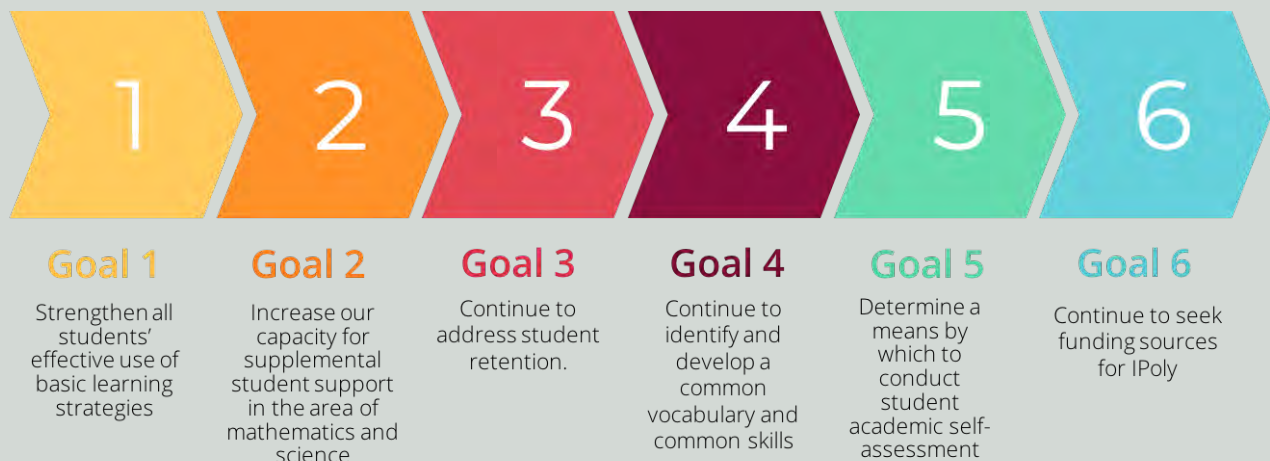 1
2
3
4
5
6
Goal 1
Strengthen all
students'
effective use of
basic learning
strategies
Goal 2
Increase our
capacity for
supplemental
student support
in the area of
mathematics and
science
Goal 3
Continue to
address student
retention.
Goal 4
Continue to
identify and
develop a
common
vocabulary and
common skills
Goal 5
Determine a
means by
which to
conduct
student
academic self-
assessment
Goal 6
Continue to seek
funding sources
for IPoly